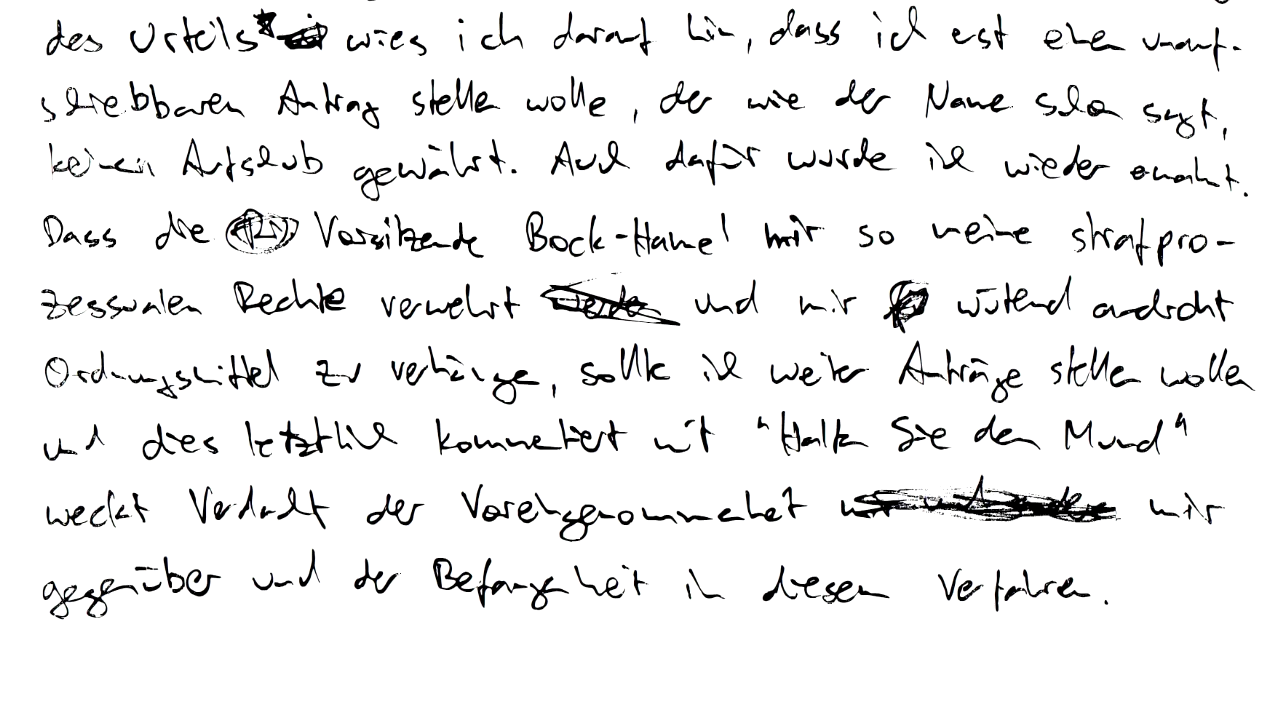 des Urteils* wies ich darauf hin, dass ich erst einen unauf-
schiebbaren Antrag stellen wolle, der wie der Name schon sagt,
keinen Aufschub gewährt. Auch dafür wurde ich wieder ermahnt.
Dass die Vorsitzende Bock-Hamel mir so meine strafpro-
zessualen Rechte verwehrt und mir wütend androht
Ordnungsmittel zu verhängen, sollte ich weiter Anträge stellen wollen
und dies letztlich kommentiert mit "Halten Sie den Mund"
weckt Verdacht der Voreingenommenheit mir
gegenüber und der Befangenheit in diesem Verfahren.